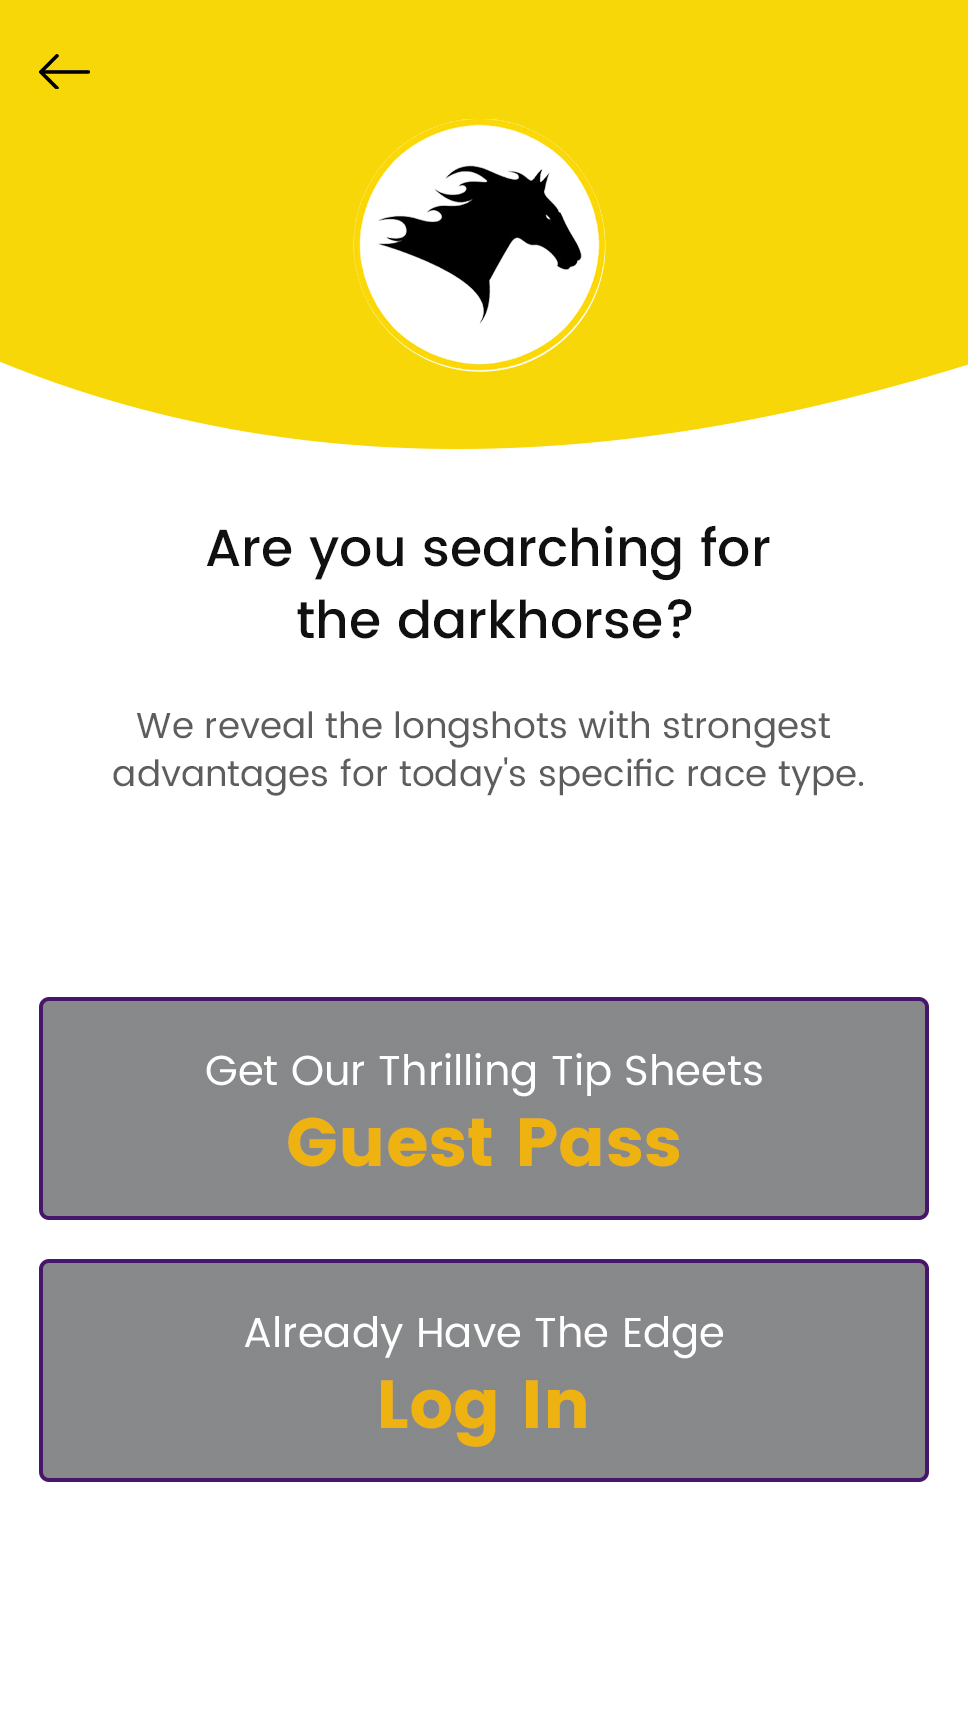 Are you searching for
the darkhorse?
We reveal the longshots with strongest
advantages for today's specific race type.
Get Our Thrilling Tip Sheets
Guest Pass
Already Have The Edge
Log In